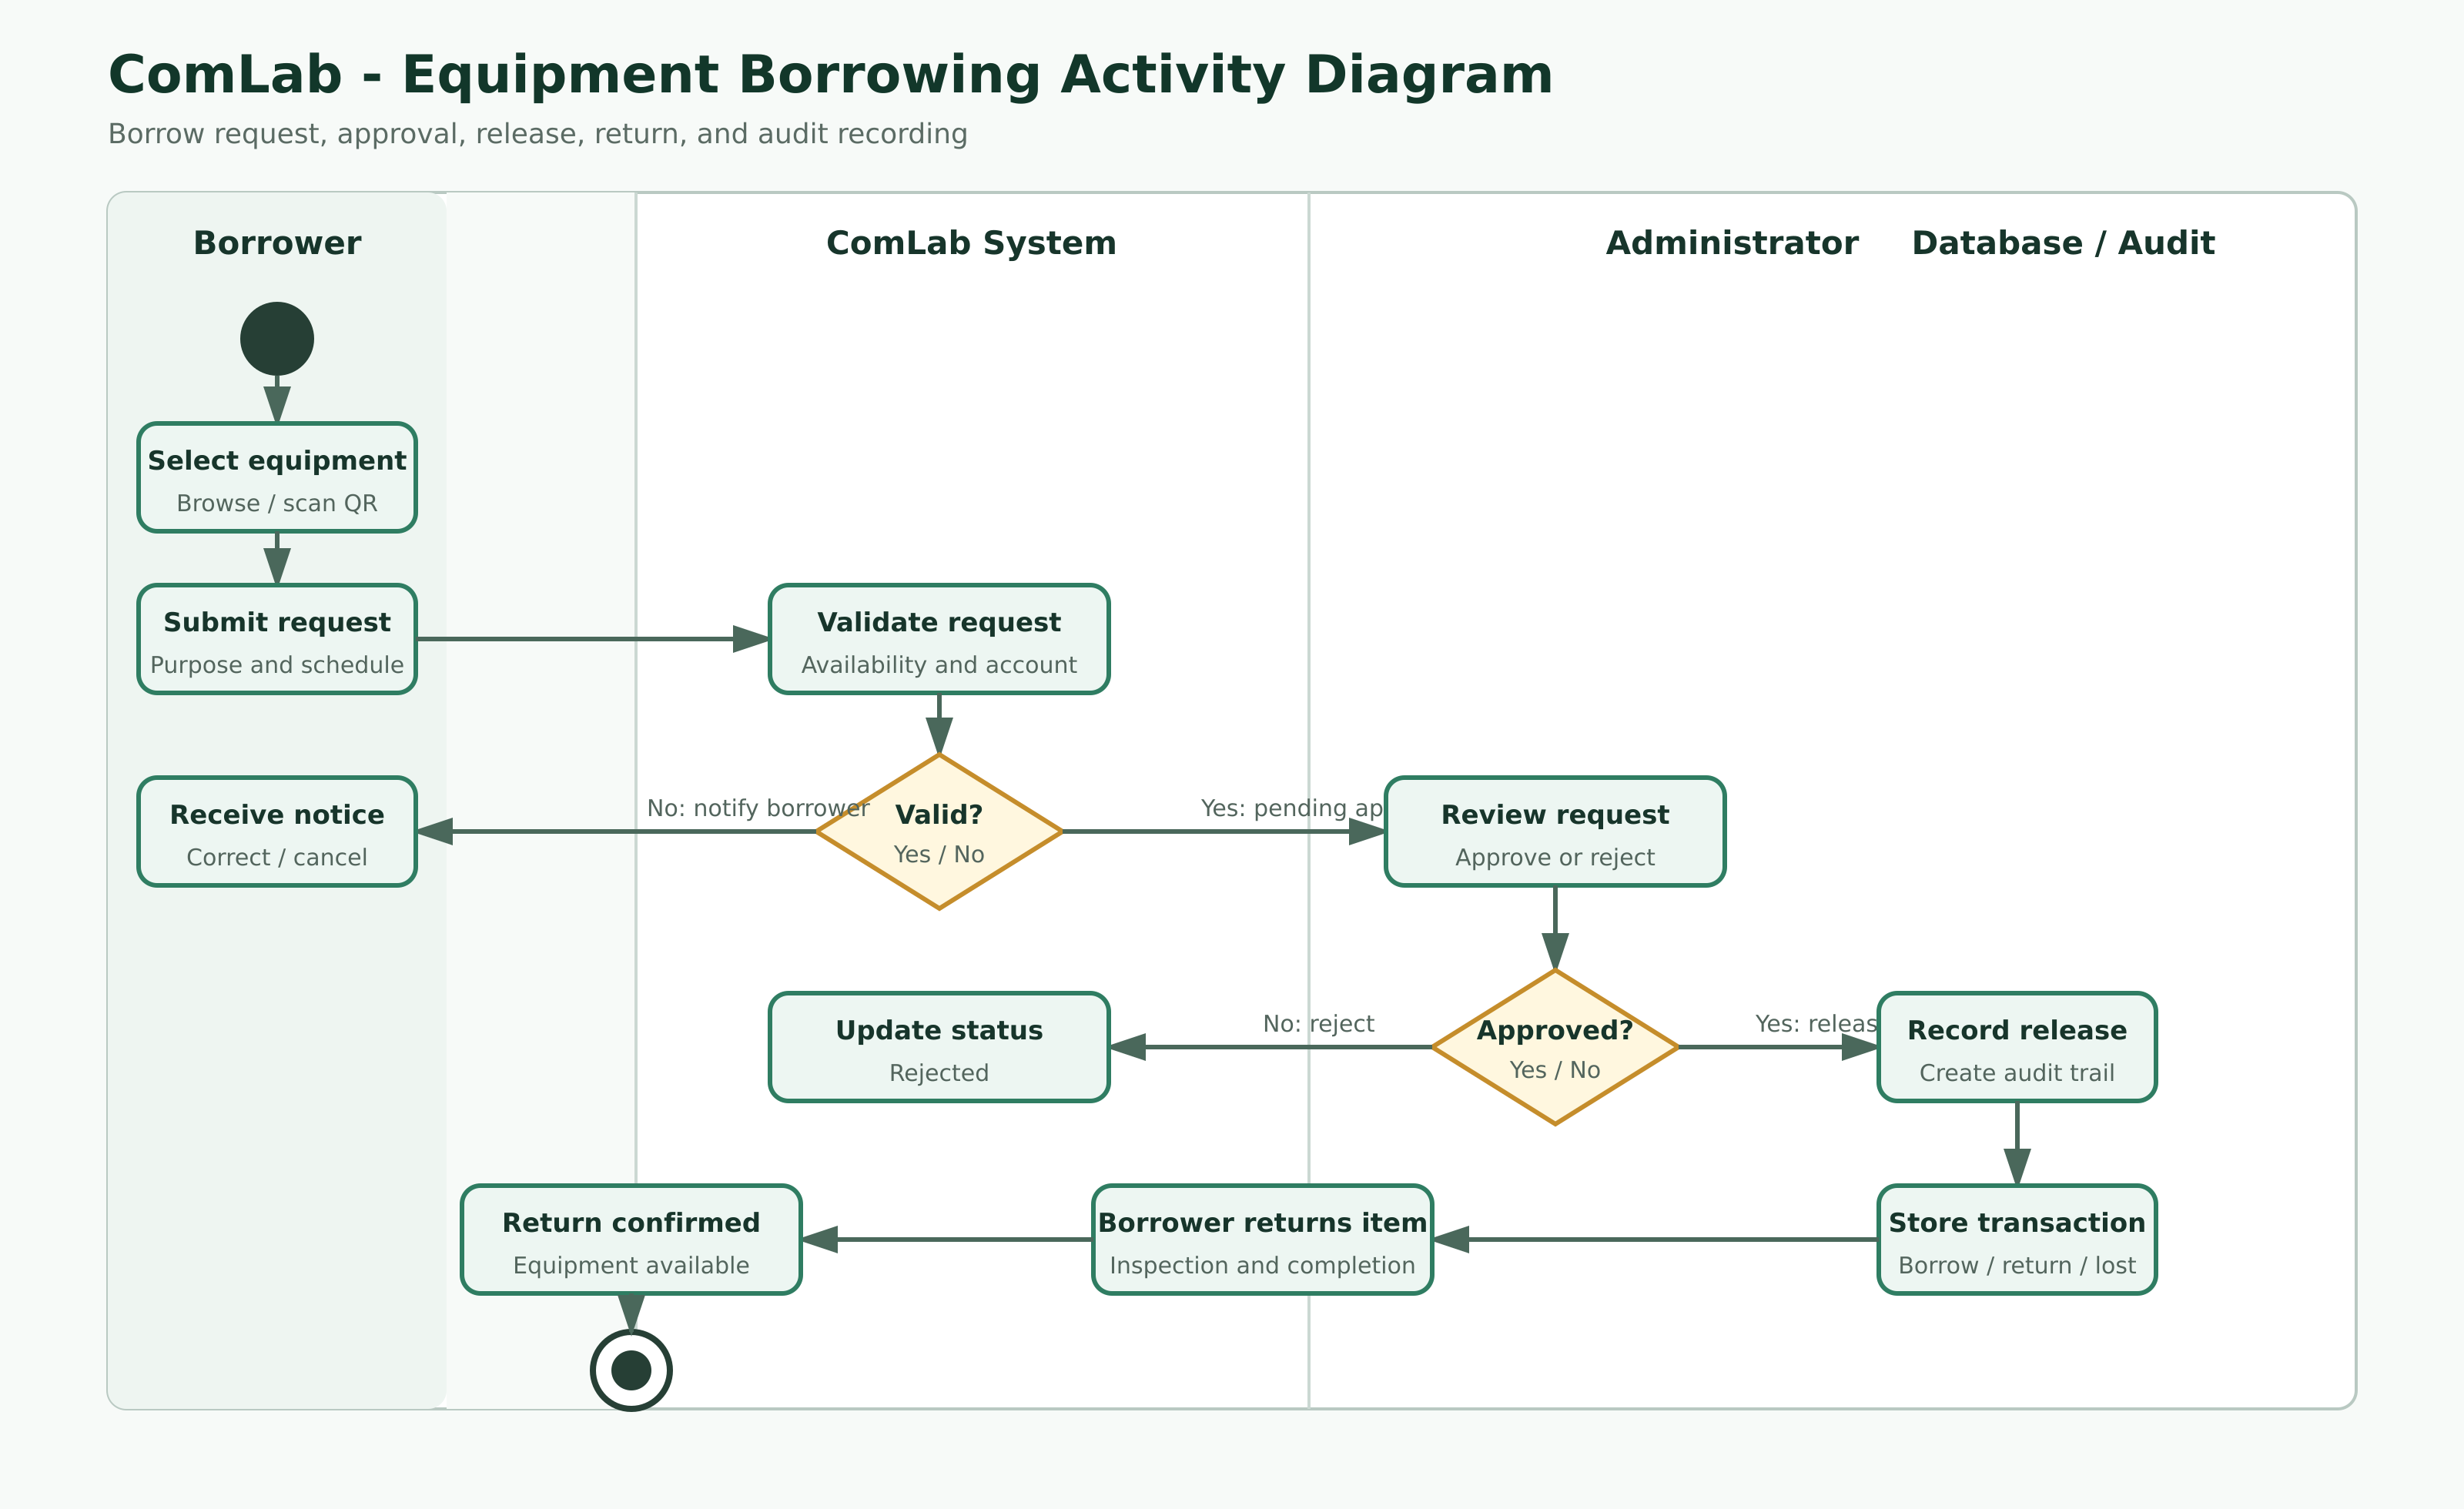 ComLab - Equipment Borrowing Activity Diagram
Borrow request, approval, release, return, and audit recording
Borrower
ComLab System
Administrator
Database / Audit
Select equipment
Browse / scan QR
Submit request
Purpose and schedule
Validate request
Availability and account
Receive notice
Correct / cancel
No: notify borrower
Valid?
Yes / No
Yes: pending ap
Review request
Approve or reject
Update status
Rejected
No: reject
Approved?
Yes / No
Yes: releas
Record release
Create audit trail
Return confirmed
Equipment available
Borrower returns item
Inspection and completion
Store transaction
Borrow / return / lost